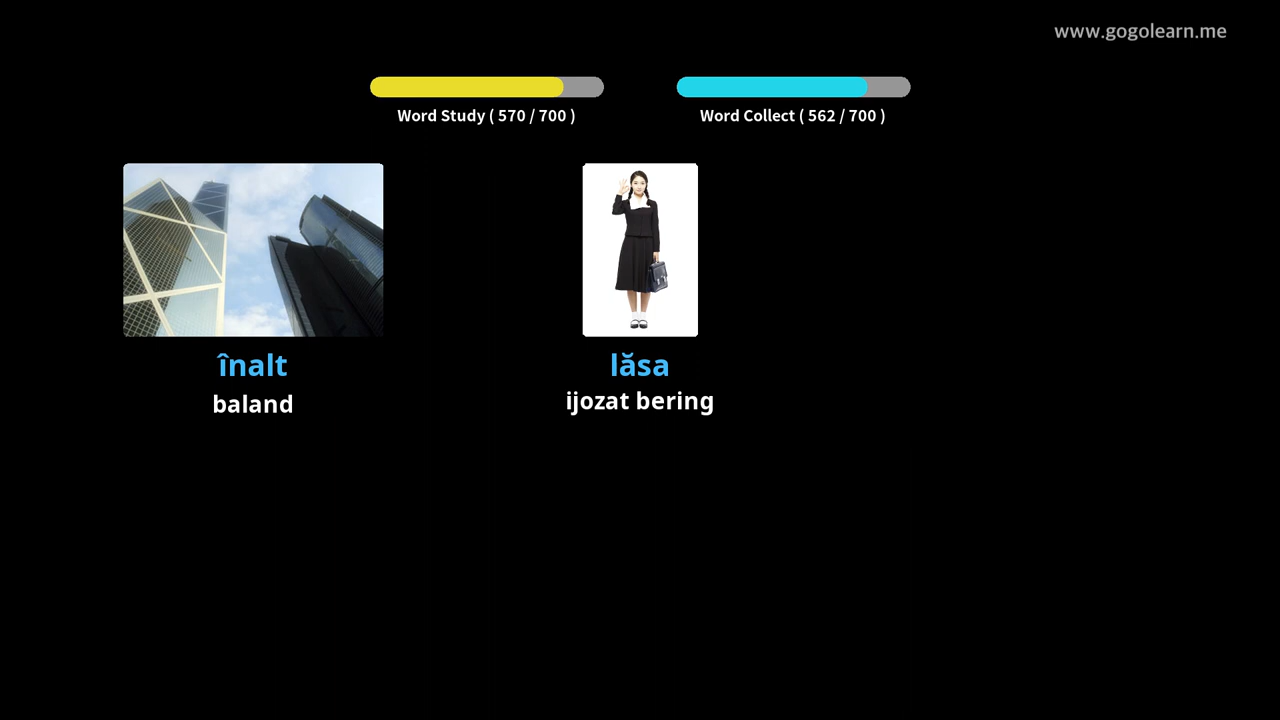 www.gogolearn.me
Word Study ( 570 / 700 )
Word Collect ( 562 / 700 )
înalt
baland
lăsa
ijozat bering